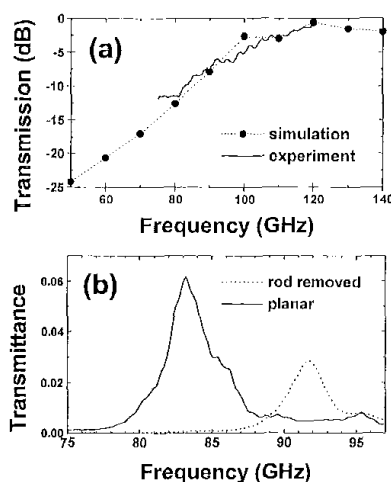 (a)
Transmission (dB)
0
-5
-10
-15
-20
-25
simulation
experiment
60 80 100 120 140
Frequency (GHz)
(b)
Transmittance
0.06
0.04
0.02
0.00
rod removed
planar
75 80 85 90 95
Frequency (GHz)